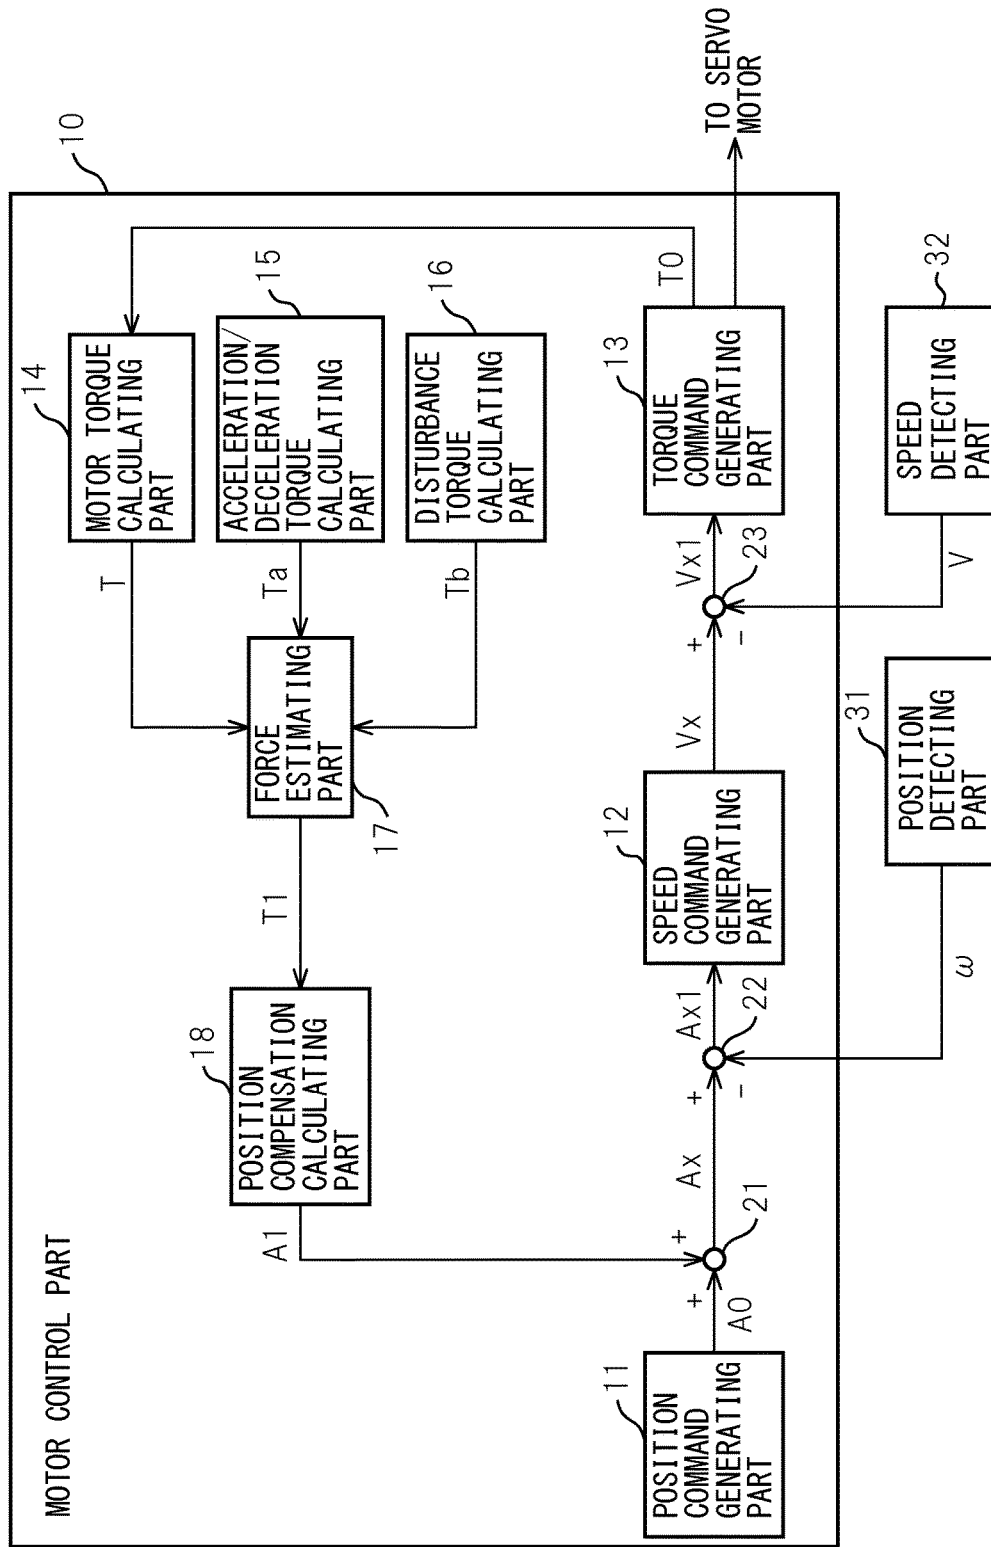 MOTOR CONTROL PART
10
14
MOTOR TORQUE
CALCULATING
PART
T
15
ACCELERATION/
DECELERATION
TORQUE
CALCULATING
PART
Ta
16
DISTURBANCE
TORQUE
CALCULATING
PART
Tb
FORCE
ESTIMATING
PART
17
T1
18
POSITION
COMPENSATION
CALCULATING
PART
A1
11
POSITION
COMMAND
GENERATING
PART
+
A0
+
21
Ax
+
-
22
Ax1
12
SPEED
COMMAND
GENERATING
PART
Vx
+
-
23
Vx1
13
TORQUE
COMMAND
GENERATING
PART
T0
TO SERVO
MOTOR
31
POSITION
DETECTING
PART
ω
32
SPEED
DETECTING
PART
V